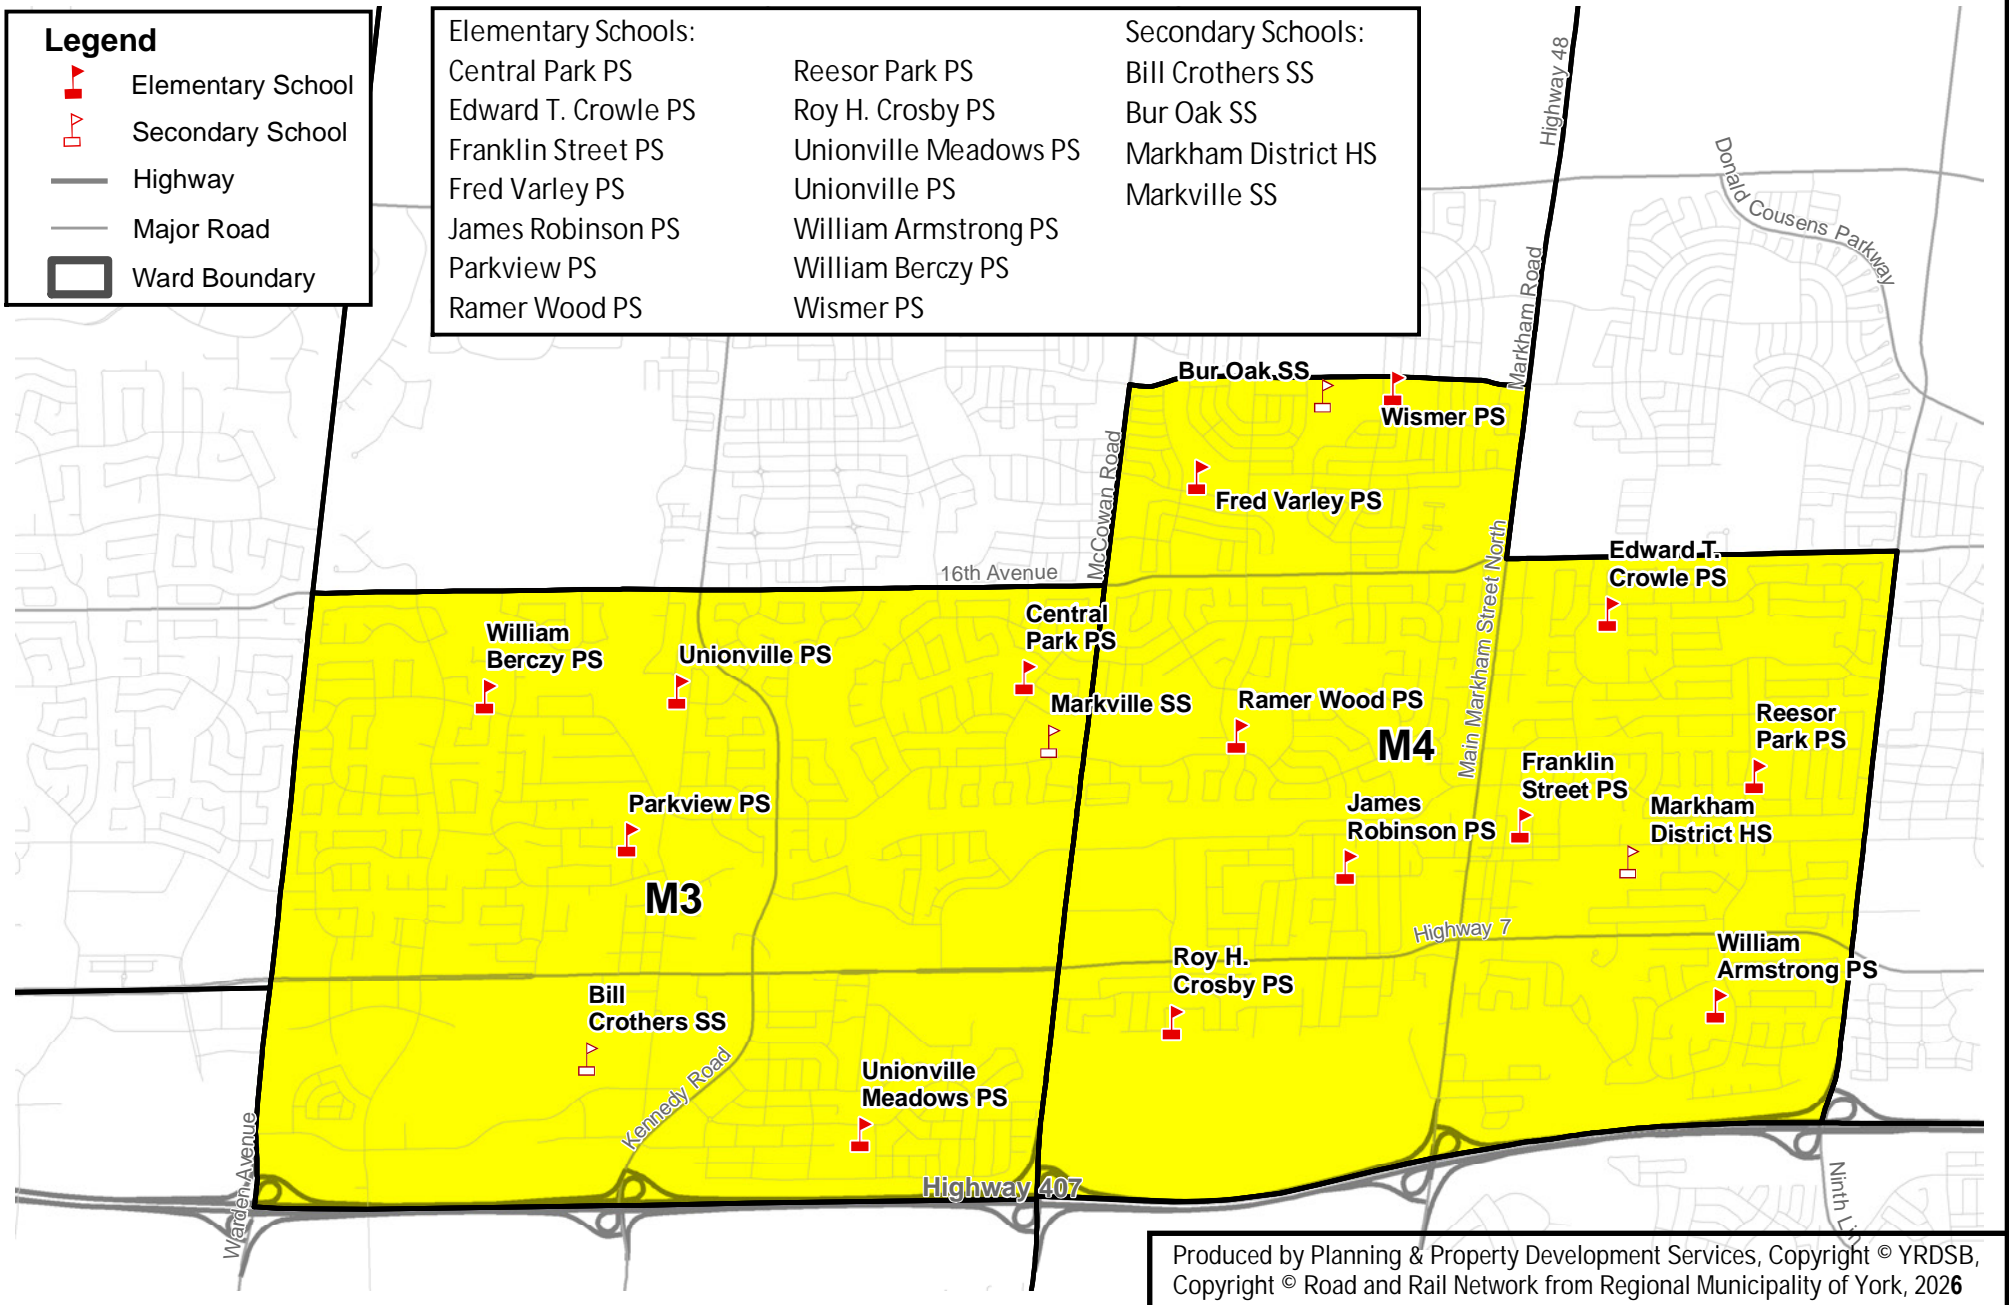 Legend
Elementary School
Secondary School
Highway
Major Road
Ward Boundary
Elementary Schools:
Central Park PS
Edward T. Crowle PS
Franklin Street PS
Fred Varley PS
James Robinson PS
Parkview PS
Ramer Wood PS
Reesor Park PS
Roy H. Crosby PS
Unionville Meadows PS
Unionville PS
William Armstrong PS
William Berczy PS
Wismer PS
Secondary Schools:
Bill Crothers SS
Bur Oak SS
Markham District HS
Markville SS
Highway 48
Donald Cousens Parkway
Markham Road
Bur Oak SS
Wismer PS
McCowan Road
Fred Varley PS
Main Markham Street North
Edward T.
Crowle PS
16th Avenue
Central
Park PS
William
Berczy PS
Unionville PS
Markville SS
Ramer Wood PS
M4
Reesor
Park PS
Franklin
Street PS
Parkview PS
James
Robinson PS
Markham
District HS
M3
Highway 7
William
Armstrong PS
Roy H.
Crosby PS
Bill
Crothers SS
Kennedy Road
Unionville
Meadows PS
Warden Avenue
Highway 407
Ninth Lin
Produced by Planning & Property Development Services, Copyright © YRDSB,
Copyright © Road and Rail Network from Regional Municipality of York, 2026